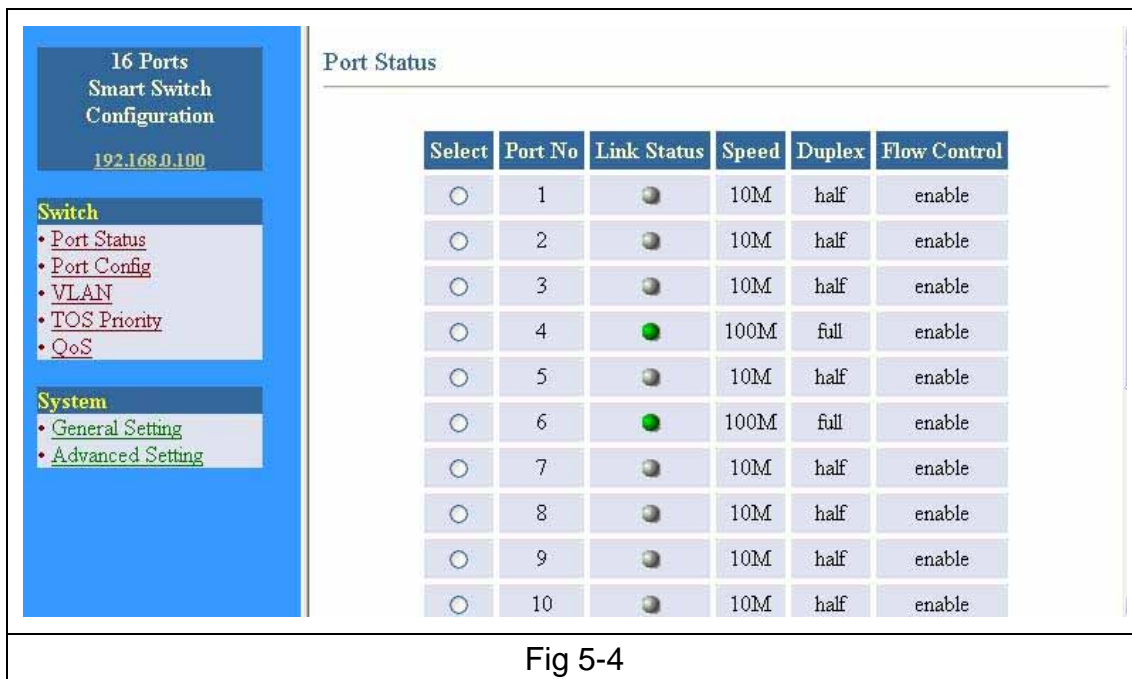 16 Ports
Smart Switch
Configuration
192.168.0.100
Switch
• Port Status
• Port Config
• VLAN
• TOS Priority
• QoS
System
• General Setting
• Advanced Setting
Port Status
Select Port No Link Status Speed Duplex Flow Control
1 10M half enable
2 10M half enable
3 10M half enable
4 100M full enable
5 10M half enable
6 100M full enable
7 10M half enable
8 10M half enable
9 10M half enable
10 10M half enable
Fig 5-4